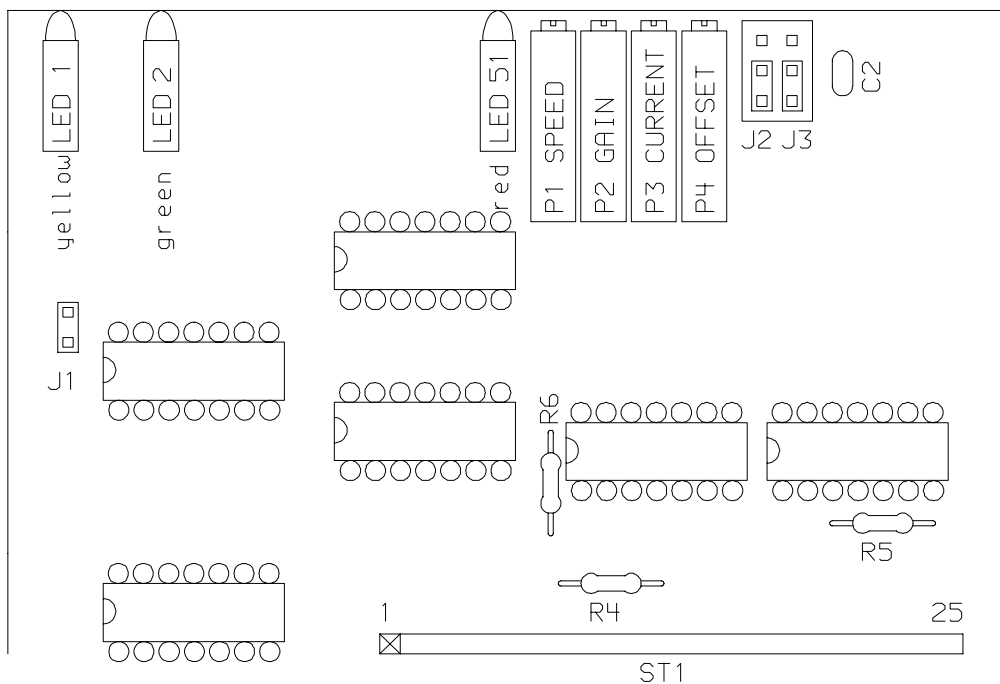 LED 1
yellow
LED 2
green
LED 51
red
P1 SPEED
P2 GAIN
P3 CURRENT
P4 OFFSET
J2 J3
C2
J1
R6
R5
R4
1
25
ST1